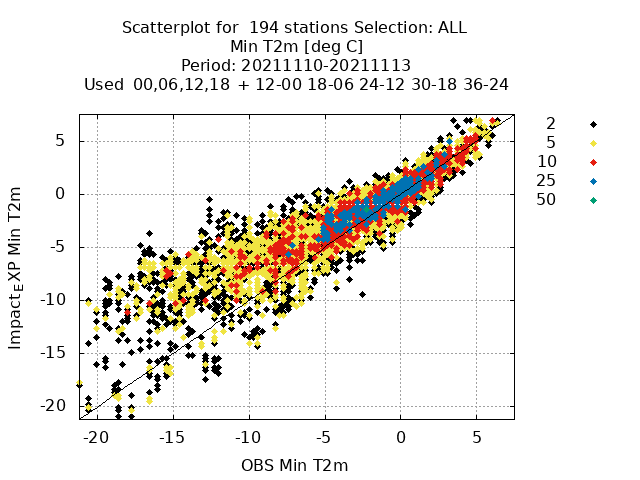 Scatterplot for 194 stations Selection: ALL
Min T2m [deg C]
Period: 20211110-20211113
Used 00,06,12,18 + 12-00 18-06 24-12 30-18 36-24
2
5
10
25
50
5
0
-5
-10
-15
-20
Impact_EXP Min T2m
-20 -15 -10 -5 0 5
OBS Min T2m